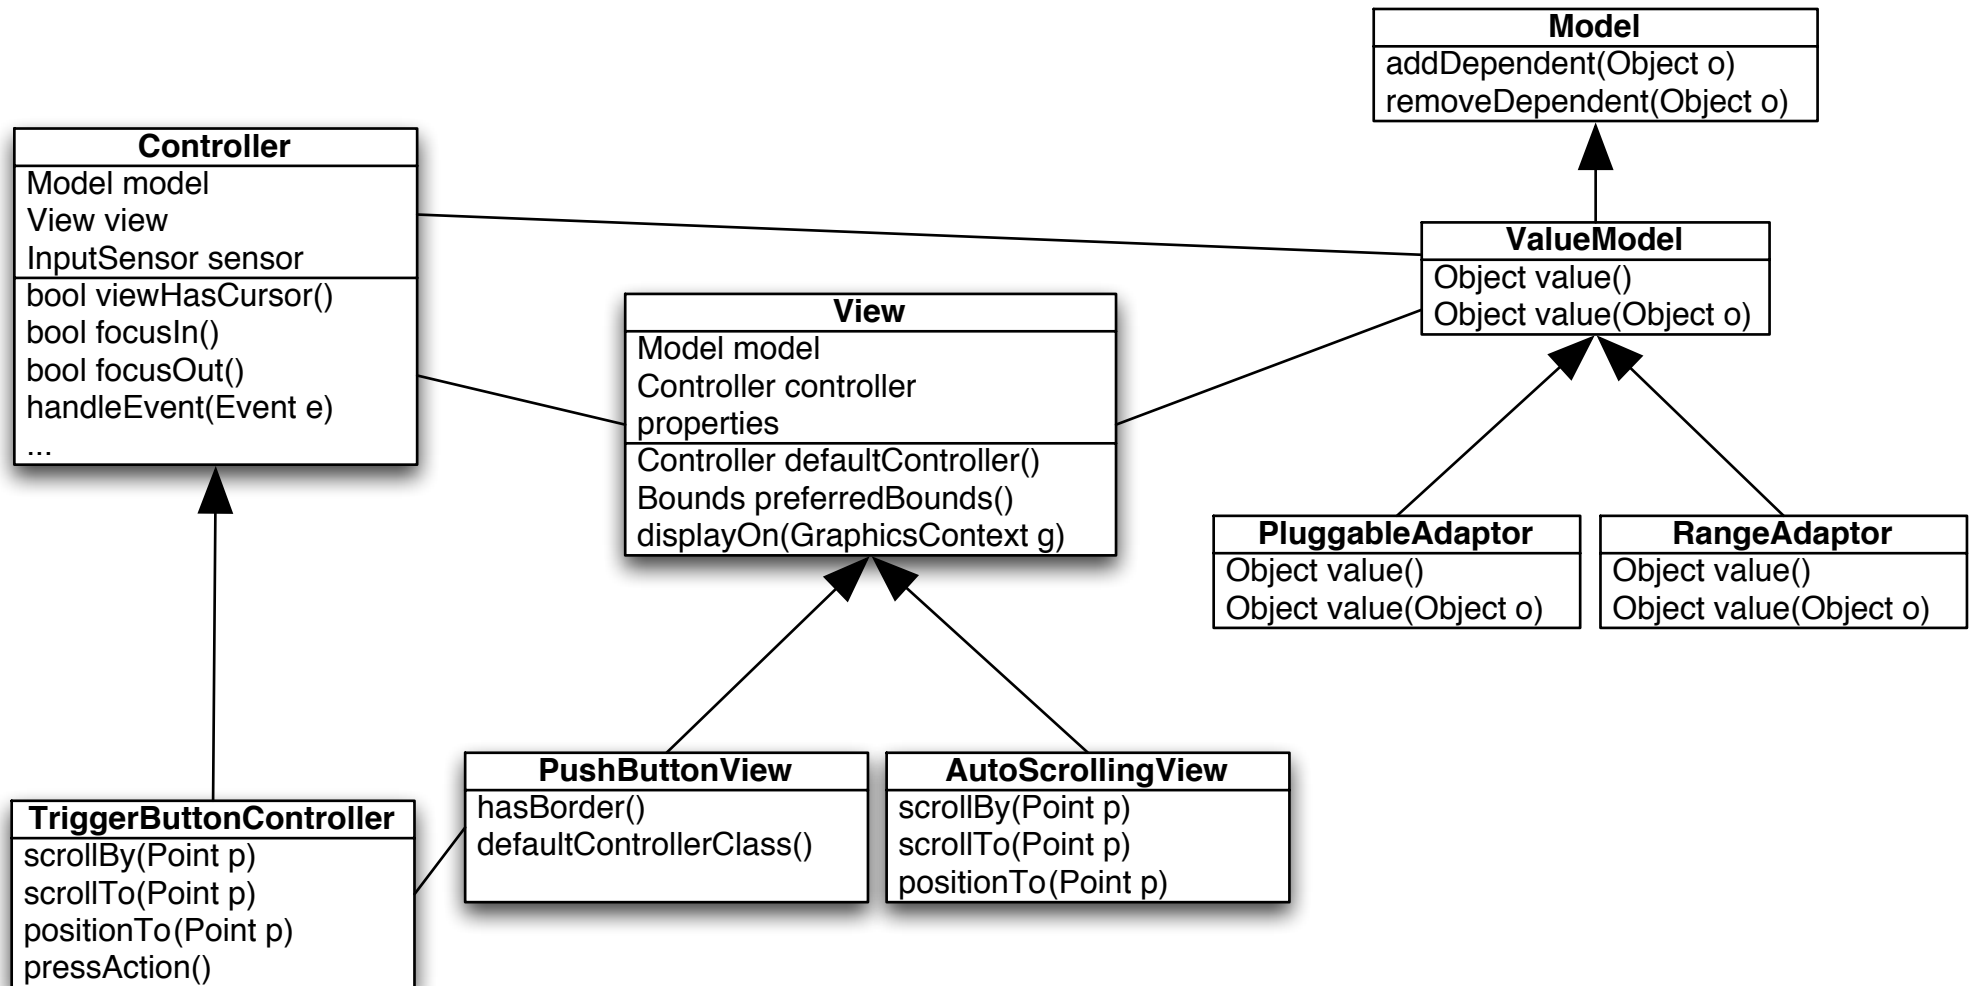 Model
addDependent(Object o)
removeDependent(Object o)
Controller
Model model
View view
InputSensor sensor
bool viewHasCursor()
bool focusIn()
bool focusOut()
handleEvent(Event e)
...
View
Model model
Controller controller
properties
Controller defaultController()
Bounds preferredBounds()
displayOn(GraphicsContext g)
ValueModel
Object value()
Object value(Object o)
PluggableAdaptor
Object value()
Object value(Object o)
RangeAdaptor
Object value()
Object value(Object o)
TriggerButtonController
scrollBy(Point p)
scrollTo(Point p)
positionTo(Point p)
pressAction()
PushButtonView
hasBorder()
defaultControllerClass()
AutoScrollingView
scrollBy(Point p)
scrollTo(Point p)
positionTo(Point p)